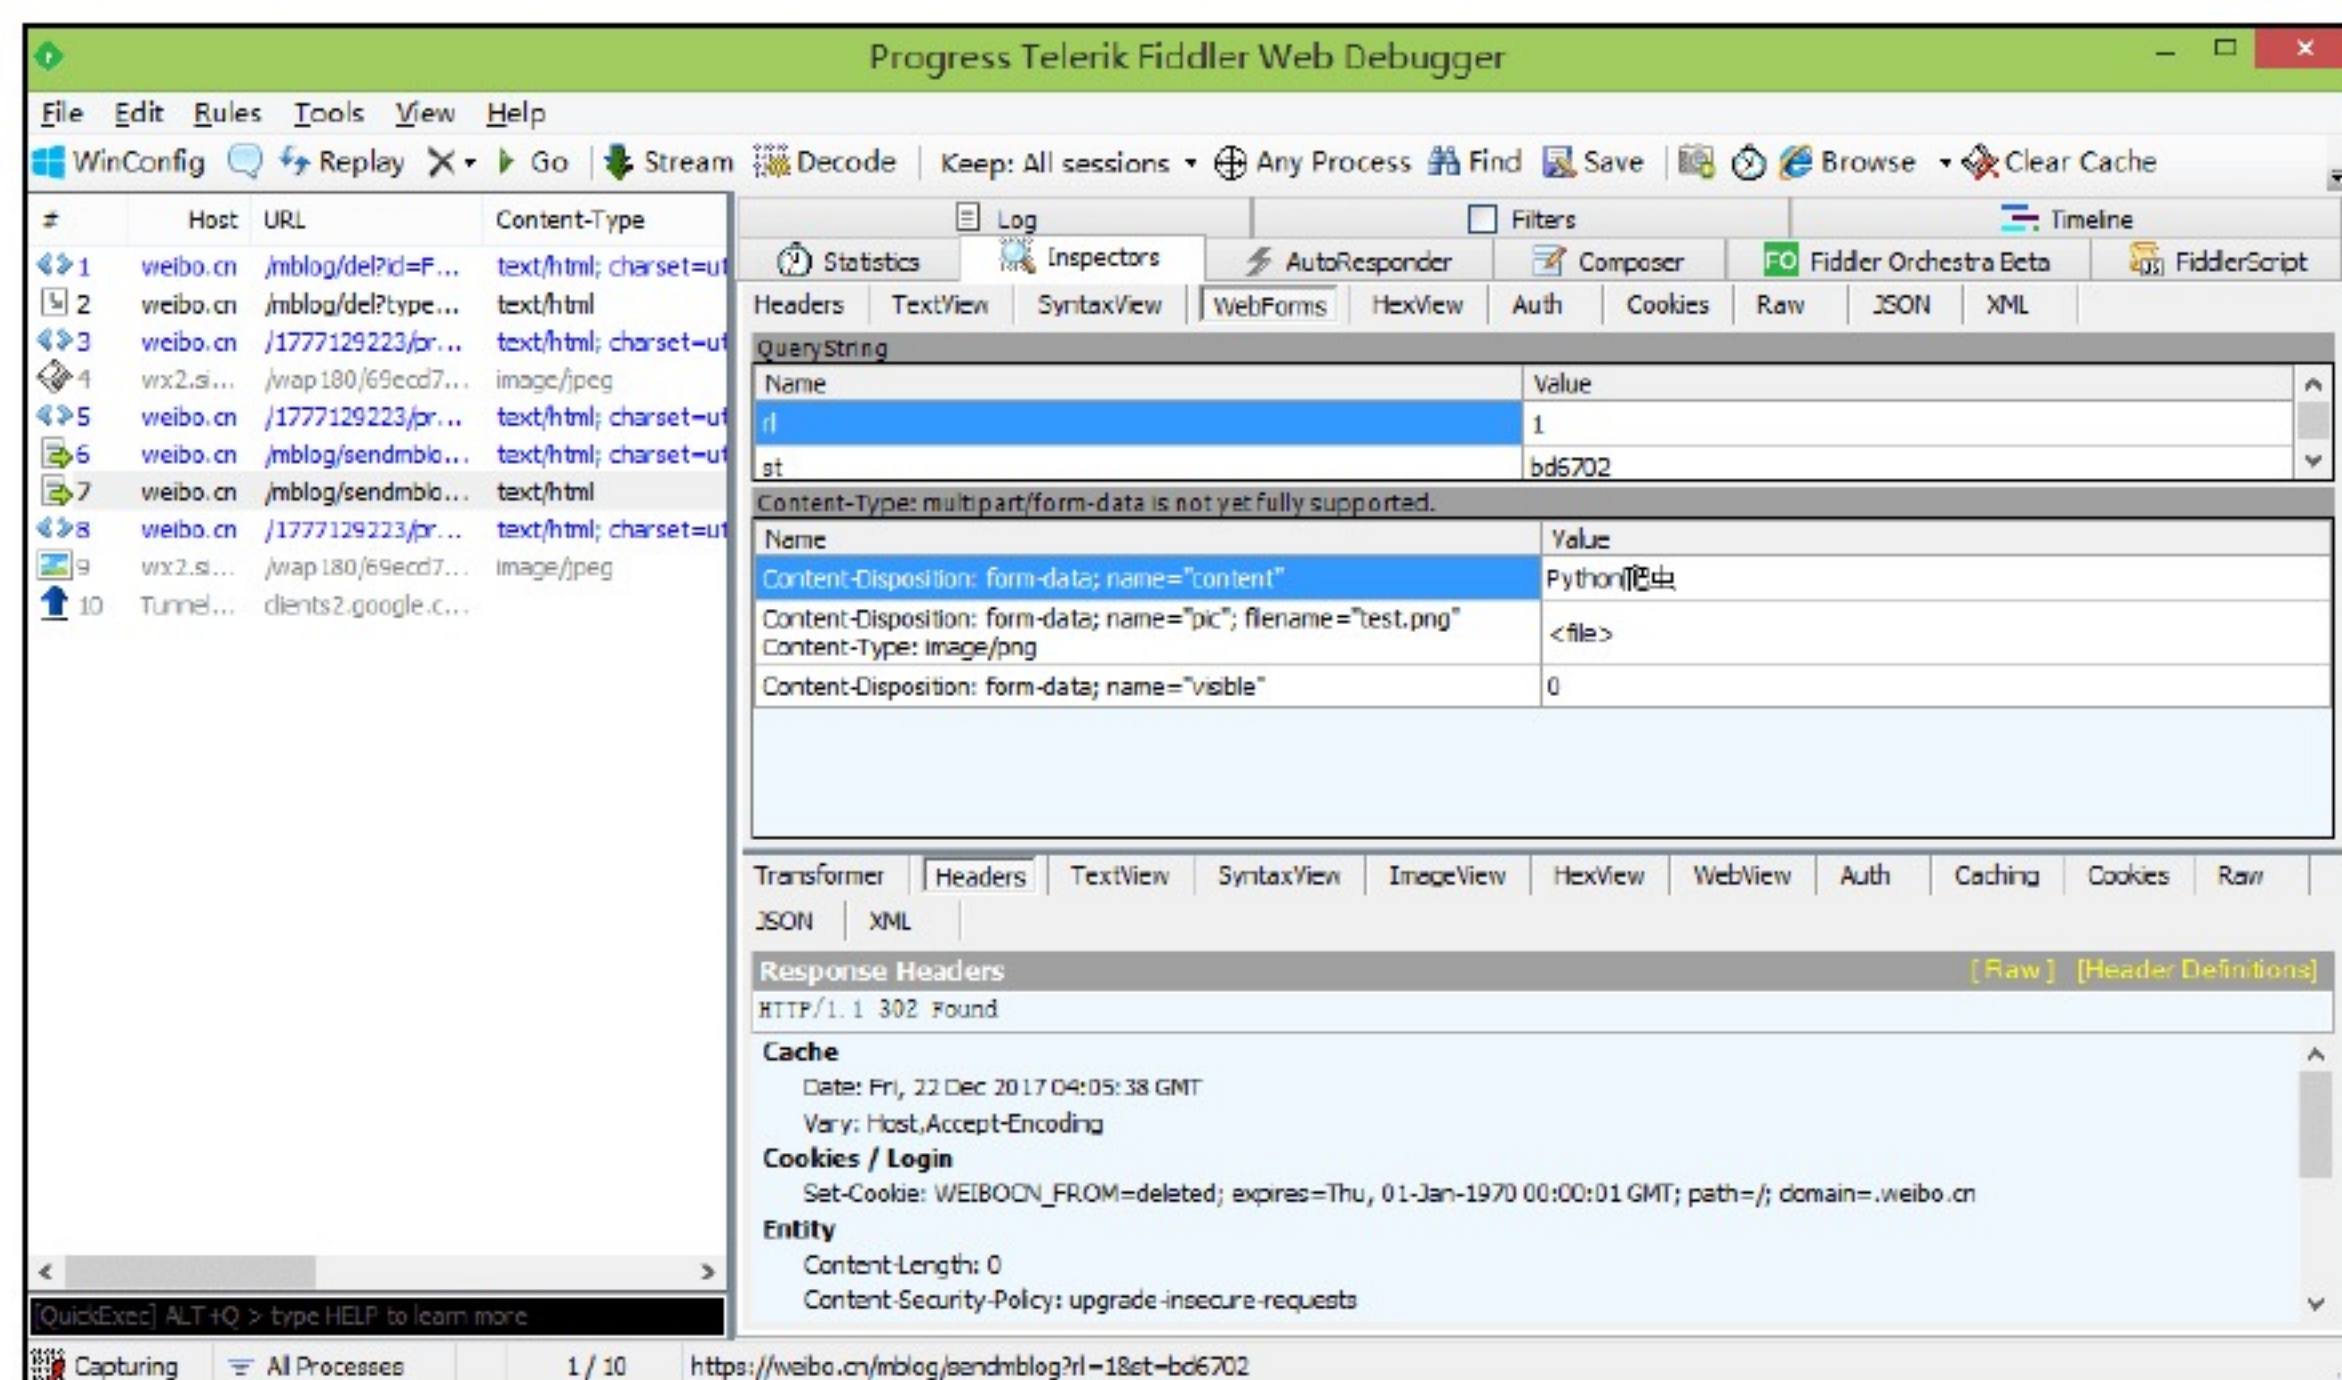 Progress Telerik Fiddler Web Debugger
File Edit Rules Tools View Help
WinConfig Replay Go Stream Decode Keep: All sessions Any Process Find Save Browse Clear Cache
# Host URL Content-Type
1 weibo.cn /mblog/del?id=F... text/html; charset=ut
2 weibo.cn /mblog/del?type... text/html
3 weibo.cn /1777129223/pr... text/html; charset=ut
4 wx2.si... /wap180/69ecd7... image/jpeg
5 weibo.cn /1777129223/pr... text/html; charset=ut
6 weibo.cn /mblog/sendmblo... text/html; charset=ut
7 weibo.cn /mblog/sendmblo... text/html
8 weibo.cn /1777129223/pr... text/html; charset=ut
9 wx2.si... /wap180/69ecd7... image/jpeg
10 Tunnel... clients2.google.c...
[QuickExec] ALT+Q > type HELP to learn more
Log Filters Timeline
Statistics Inspectors AutoResponder Composer FO Fiddler Orchestra Beta FiddlerScript
Headers TextView SyntaxView WebForms HexView Auth Cookies Raw JSON XML
QueryString
Name Value
rl 1
st bd6702
Content-Type: multipart/form-data is not yet fully supported.
Name Value
Content-Disposition: form-data; name="content" Python爬虫
Content-Disposition: form-data; name="pic"; filename="test.png"
Content-Type: image/png <file>
Content-Disposition: form-data; name="visible" 0
Transformer Headers TextView SyntaxView ImageView HexView WebView Auth Caching Cookies Raw
JSON XML
Response Headers [Raw] [Header Definitions]
HTTP/1.1 302 Found
Cache
Date: Fri, 22 Dec 2017 04:05:38 GMT
Vary: Host,Accept-Encoding
Cookies / Login
Set-Cookie: WEIBOCN_FROM=deleted; expires=Thu, 01-Jan-1970 00:00:01 GMT; path=/; domain=.weibo.cn
Entity
Content-Length: 0
Content-Security-Policy: upgrade-insecure-requests
Capturing All Processes 1 / 10 https://weibo.cn/mblog/sendmblog?rl=1&st=bd6702